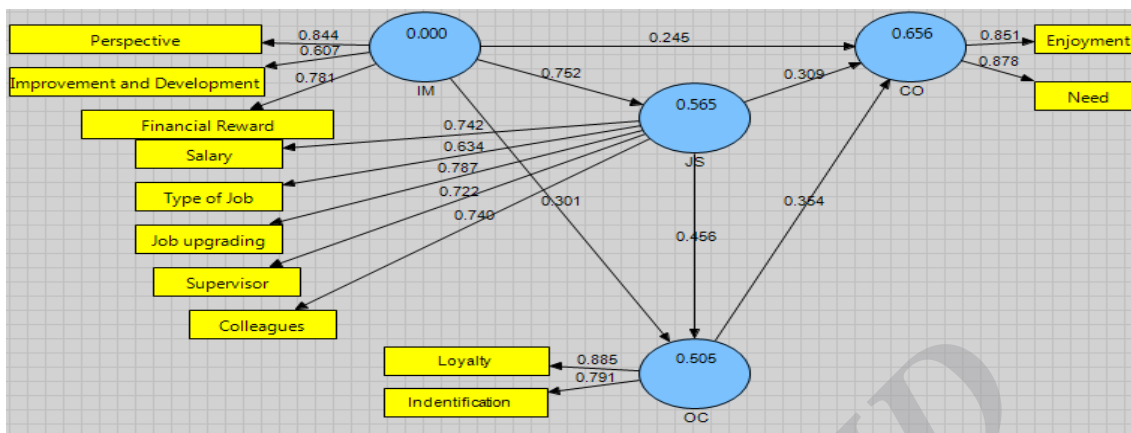 Perspective
Improvement and Development
Financial Reward
Salary
Type of Job
Job upgrading
Supervisor
Colleagues
0.844
0.607
0.781
0.000
IM
0.245
0.752
0.656
CO
0.851
0.878
Enjoyment
Need
0.309
0.565
JS
0.742
0.634
0.787
0.722
0.740
0.301
0.456
0.354
Loyalty
Indentification
0.885
0.791
0.505
OC